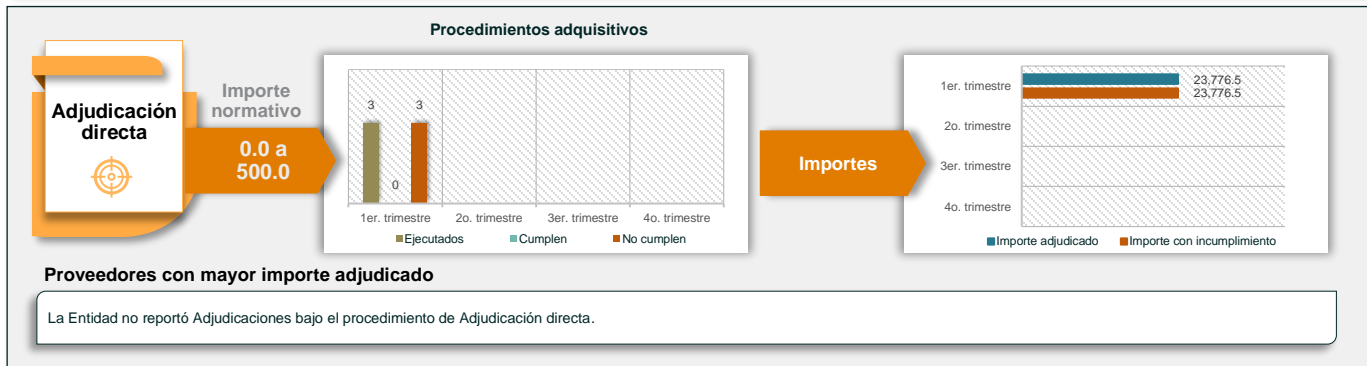 Procedimientos adquisitivos
Adjudicación
directa
Importe
normativo
0.0 a
500.0
3
0
3
1er. trimestre
2o. trimestre
3er. trimestre
4o. trimestre
Ejecutados
Cumplen
No cumplen
Importes
1er. trimestre
23,776.5
23,776.5
2o. trimestre
3er. trimestre
4o. trimestre
Importe adjudicado
Importe con incumplimiento
Proveedores con mayor importe adjudicado
La Entidad no reportó Adjudicaciones bajo el procedimiento de Adjudicación directa.